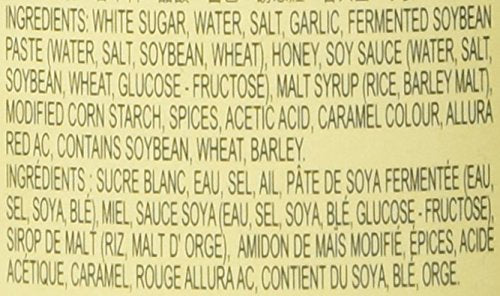 INGREDIENTS: WHITE SUGAR, WATER, SALT, GARLIC, FERMENTED SOYBEAN
PASTE (WATER, SALT, SOYBEAN, WHEAT), HONEY, SOY SAUCE (WATER, SALT,
SOYBEAN, WHEAT, GLUCOSE - FRUCTOSE), MALT SYRUP (RICE, BARLEY MALT),
MODIFIED CORN STARCH, SPICES, ACETIC ACID, CARAMEL COLOUR, ALLURA
RED AC, CONTAINS SOYBEAN, WHEAT, BARLEY.
INGRÉDIENTS : SUCRE BLANC, EAU, SEL, AIL, PÂTE DE SOYA FERMENTÉE (EAU,
SEL, SOYA, BLÉ), MIEL, SAUCE SOYA (EAU, SEL, SOYA, BLÉ, GLUCOSE - FRUCTOSE),
SIROP DE MALT (RIZ, MALT D' ORGE), AMIDON DE MAÏS MODIFIÉ, ÉPICES, ACIDE
ACÉTIQUE, CARAMEL, ROUGE ALLURA AC, CONTIENT DU SOYA, BLÉ, ORGE.